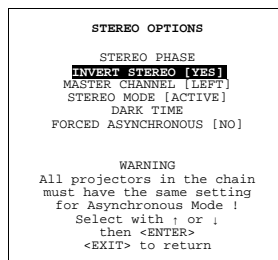 STEREO OPTIONS
STEREO PHASE
INVERT STEREO [YES]
MASTER CHANNEL [LEFT]
STEREO MODE [ACTIVE]
DARK TIME
FORCED ASYNCHRONOUS [NO]
WARNING
All projectors in the chain
must have the same setting
for Asynchronous Mode !
Select with ↑ or ↓
then <ENTER>
<EXIT> to return